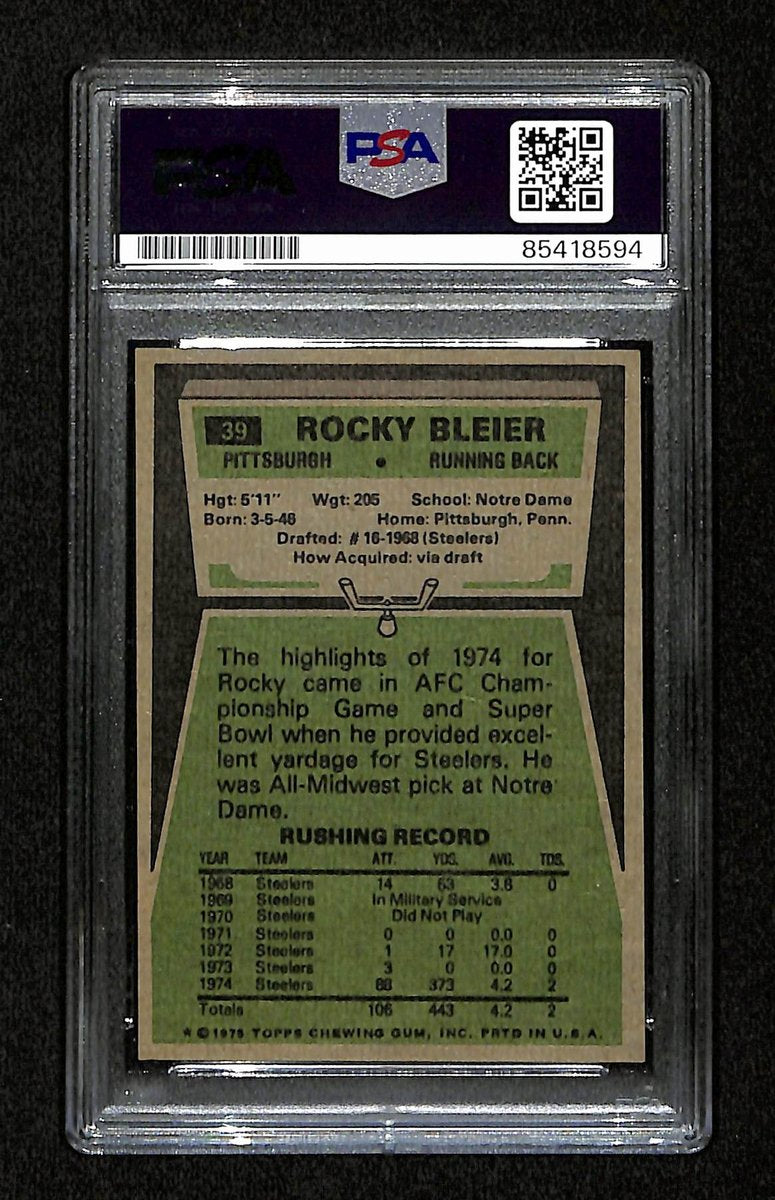 PSA
PSA
85418594
39 ROCKY BLEIER
PITTSBURGH • RUNNING BACK
Hgt: 5'11" Wgt: 205 School: Notre Dame
Born: 3-5-46 Home: Pittsburgh, Penn.
Drafted: #16-1968 (Steelers)
How Acquired: via draft
The highlights of 1974 for
Rocky came in AFC Cham-
pionship Game and Super
Bowl when he provided excel-
lent yardage for Steelers. He
was All-Midwest pick at Notre
Dame.
RUSHING RECORD
YEAR TEAM ATT. YDS. AVG. TDS.
1968 Steelers 14 53 3.8 0
1969 Steelers In Military Service
1970 Steelers Did Not Play
1971 Steelers 0 0 0.0 0
1972 Steelers 1 17 17.0 0
1973 Steelers 3 0 0.0 0
1974 Steelers 88 373 4.2 2
Totals 106 443 4.2 2
* © 1975 TOPPS CHEWING GUM, INC. PRTD IN U.S.A.